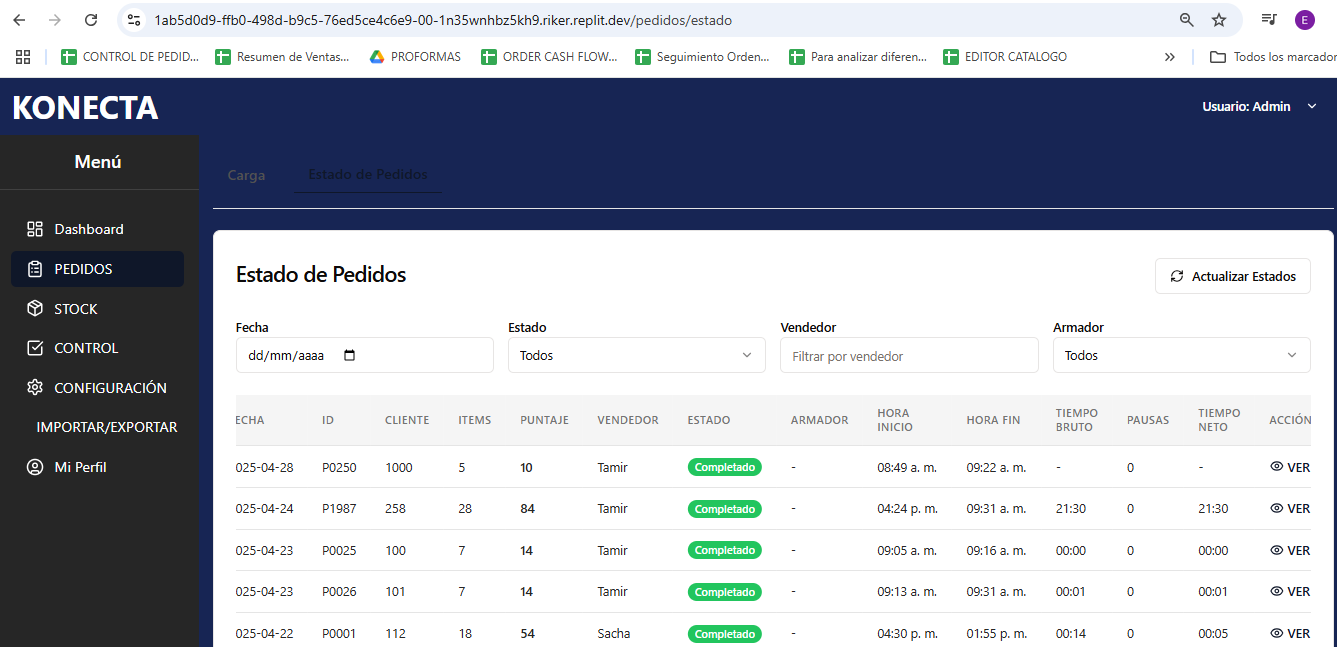 1ab5d0d9-ffb0-498d-b9c5-76ed5ce4c6e9-00-1n35wnhbz5kh9.riker.replit.dev/pedidos/estado
E
CONTROL DE PEDID... Resumen de Ventas... PROFORMAS ORDER CASH FLOW... Seguimiento Orden... Para analizar diferen... EDITOR CATALOGO » Todos los marcador
KONECTA
Usuario: Admin
Menú
Dashboard
PEDIDOS
STOCK
CONTROL
CONFIGURACIÓN
IMPORTAR/EXPORTAR
Mi Perfil
Carga Estado de Pedidos
Estado de Pedidos
Actualizar Estados
Fecha Estado Vendedor Armador
dd/mm/aaaa Todos Filtrar por vendedor Todos
ECHA ID CLIENTE ITEMS PUNTAJE VENDEDOR ESTADO ARMADOR HORA INICIO HORA FIN TIEMPO BRUTO PAUSAS TIEMPO NETO ACCIÓN
025-04-28 P0250 1000 5 10 Tamir Completado - 08:49 a. m. 09:22 a. m. - 0 - VER
025-04-24 P1987 258 28 84 Tamir Completado - 04:24 p. m. 09:31 a. m. 21:30 0 21:30 VER
025-04-23 P0025 100 7 14 Tamir Completado - 09:05 a. m. 09:16 a. m. 00:00 0 00:00 VER
025-04-23 P0026 101 7 14 Tamir Completado - 09:13 a. m. 09:31 a. m. 00:01 0 00:01 VER
025-04-22 P0001 112 18 54 Sacha Completado - 04:30 p. m. 01:55 p. m. 00:14 0 00:05 VER